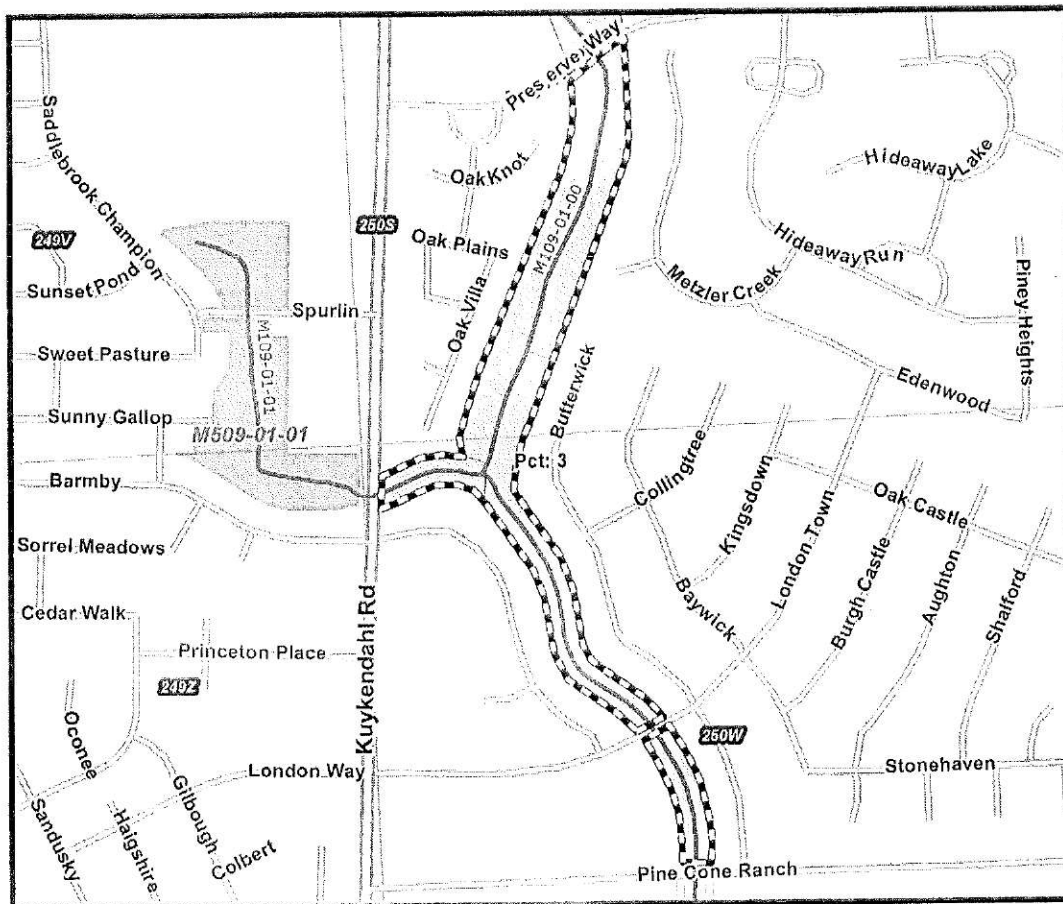 Preserve Way
Saddlebrook Champion
Oak Knot
Hideaway Lake
249V
250S
M109-01-00
Oak Plains
Hideaway Run
Sunset Pond
Metzler Creek
Piney Heights
Spurlin
Oak Villa
M109-01-01
Sweet Pasture
Butterwick
Edenwood
Sunny Gallop
M509-01-01
Pct: 3
Collingtree
Kingsdown
London Town
Barmby
Oak Castle
Sorrel Meadows
Burgh Castle
Aughton
Shalford
Baywick
Cedar Walk
Kuykendahl Rd
Princeton Place
249Z
Oconee
250W
London Way
Stonehaven
Gilbough
Sandusky
Haigshire
Colbert
Pine Cone Ranch